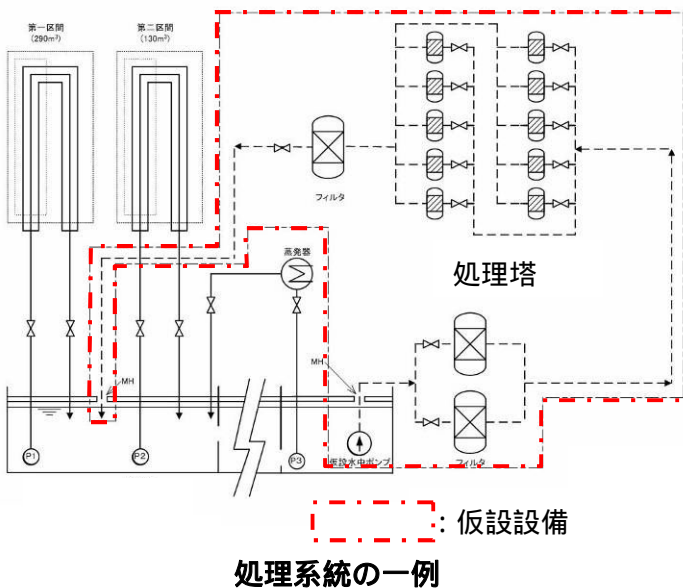 第一区間
(290m³)
第二区間
(130m³)
フィルタ
処理塔
蒸発器
MH
MH
P1
P2
P3
仮設水中ポンプ
フィルタ
: 仮設設備
処理系統の一例